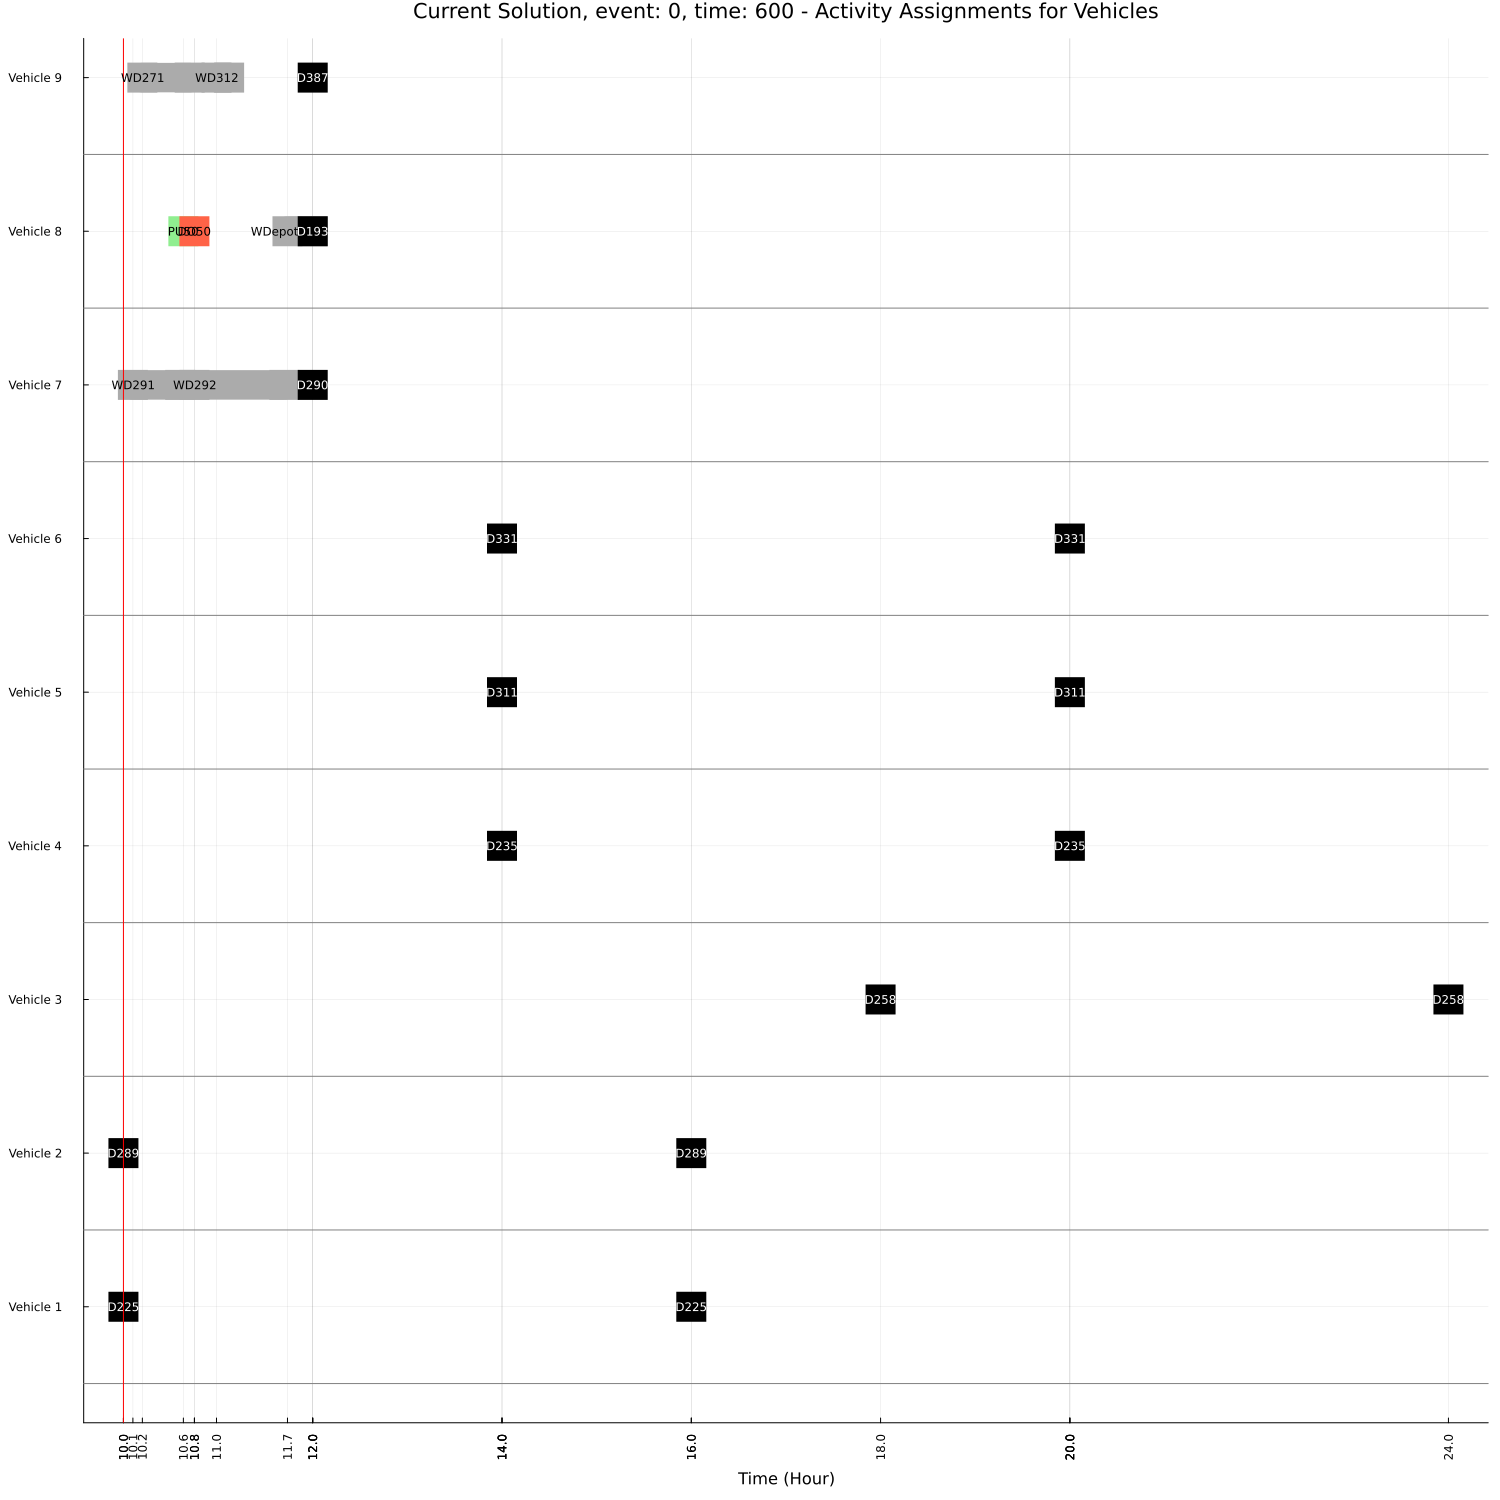 Current Solution, event: 0, time: 600 - Activity Assignments for Vehicles
Vehicle 9 WD271 WD312 D387
Vehicle 8 PU50 DO50 WDepot D193
Vehicle 7 WD291 WD292 D290
Vehicle 6 D331 D331
Vehicle 5 D311 D311
Vehicle 4 D235 D235
Vehicle 3 D258 D258
Vehicle 2 D289 D289
Vehicle 1 D225 D225
10.0 10.1 10.2 10.6 10.8 11.0 11.7 12.0 14.0 16.0 18.0 20.0 24.0
Time (Hour)